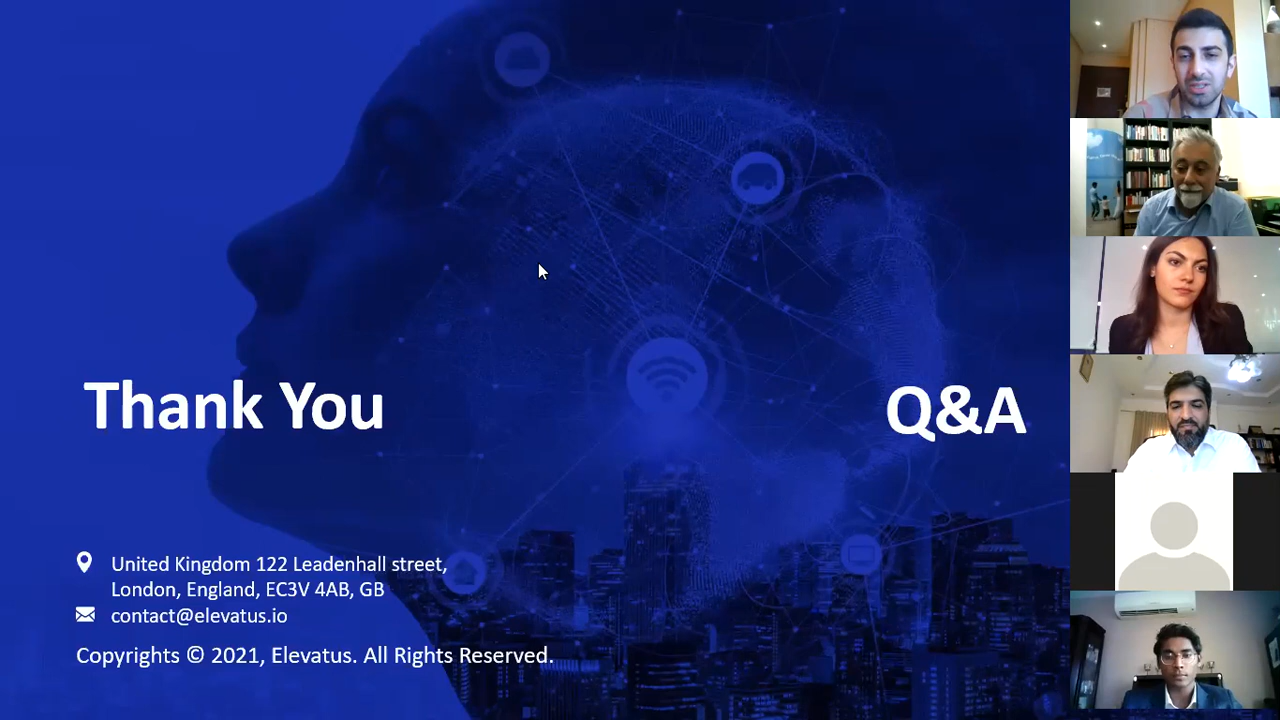 Thank You
Q&A
United Kingdom 122 Leadenhall street,
London, England, EC3V 4AB, GB
contact@elevatus.io
Copyrights © 2021, Elevatus. All Rights Reserved.